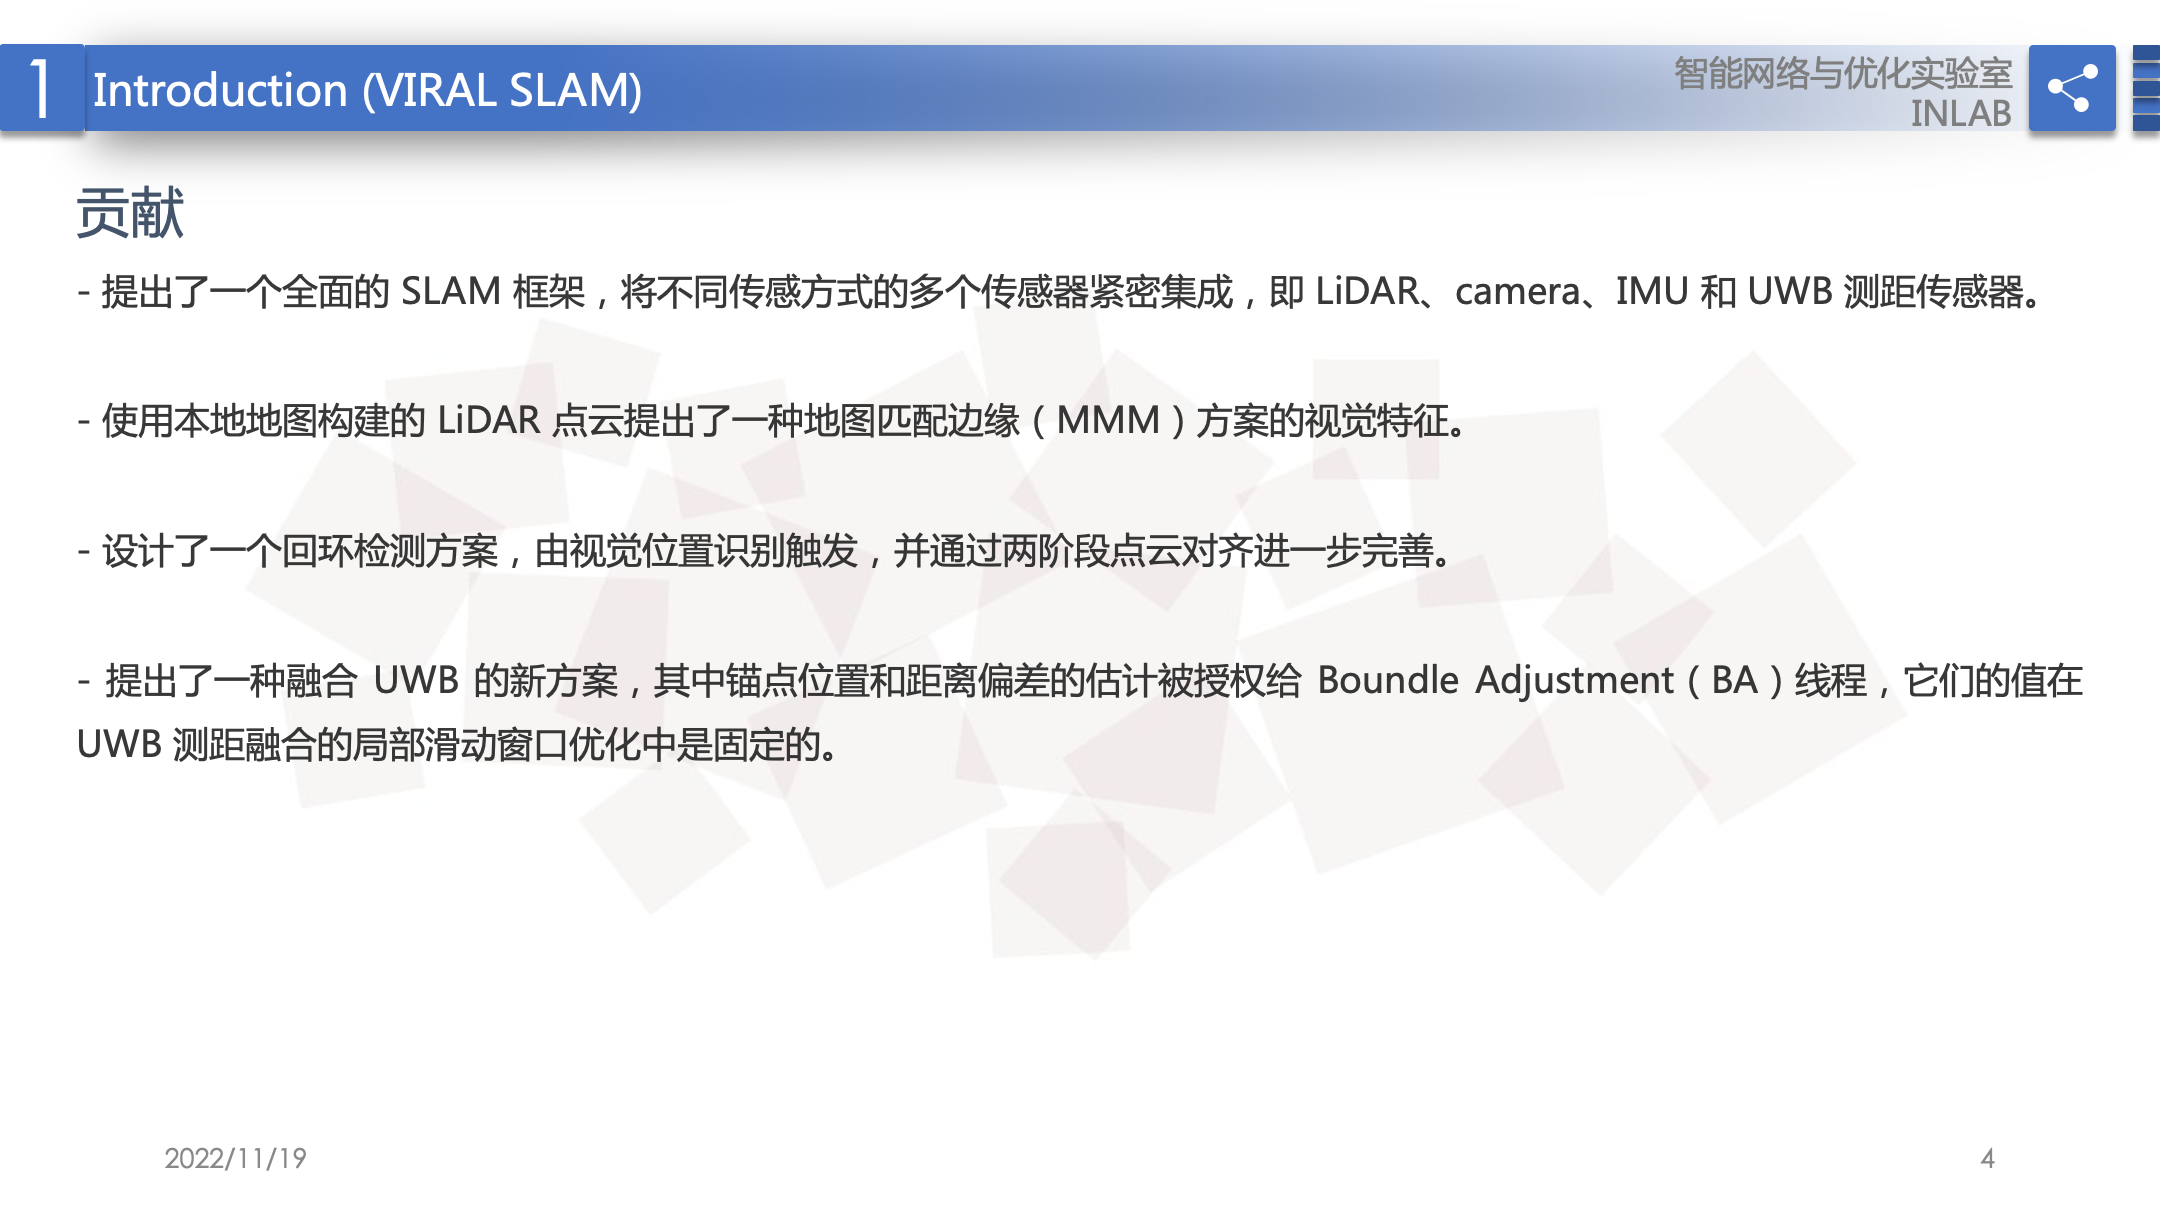 1 Introduction (VIRAL SLAM)
智能网络与优化实验室
INLAB
贡献
- 提出了一个全面的 SLAM 框架，将不同传感方式的多个传感器紧密集成，即 LiDAR、camera、IMU 和 UWB 测距传感器。
- 使用本地地图构建的 LiDAR 点云提出了一种地图匹配边缘（MMM）方案的视觉特征。
- 设计了一个回环检测方案，由视觉位置识别触发，并通过两阶段点云对齐进一步完善。
- 提出了一种融合 UWB 的新方案，其中锚点位置和距离偏差的估计被授权给 Boundle Adjustment（BA）线程，它们的值在
UWB 测距融合的局部滑动窗口优化中是固定的。
2022/11/19
4